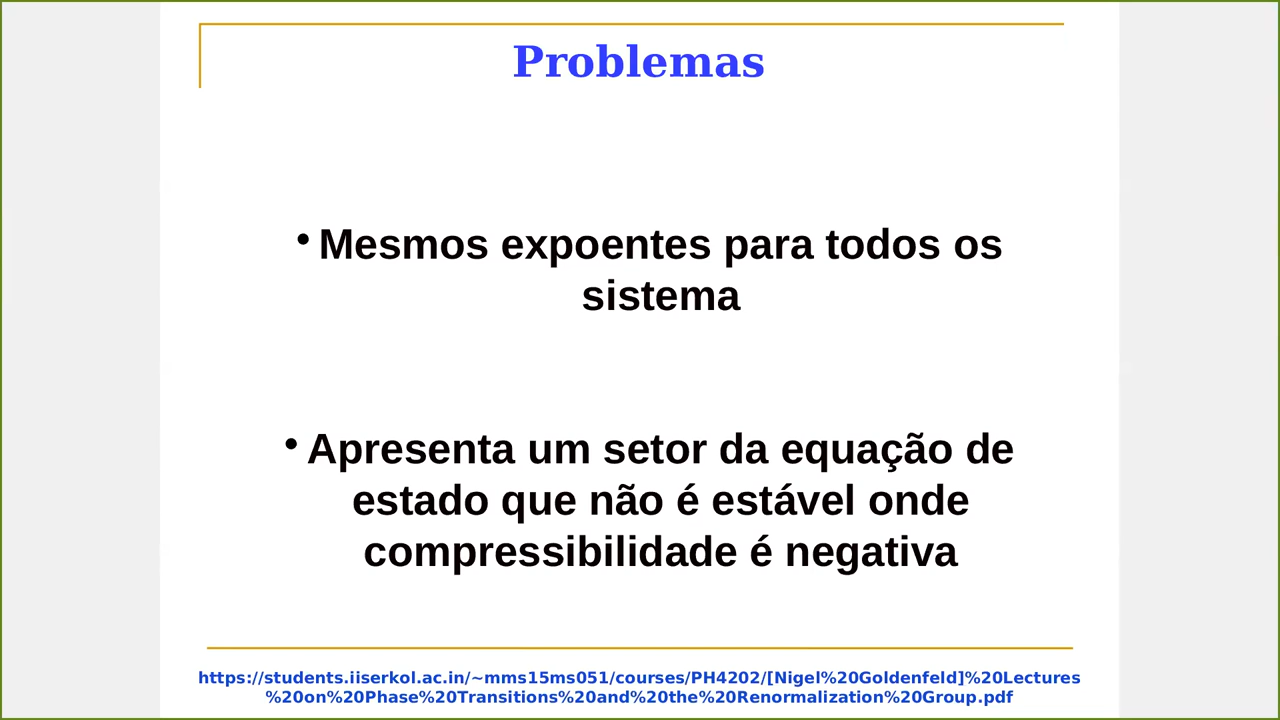 Problemas
• Mesmos expoentes para todos os
sistema
• Apresenta um setor da equação de
estado que não é estável onde
compressibilidade é negativa
https://students.iiserkol.ac.in/~mms15ms051/courses/PH4202/[Nigel%20Goldenfeld]%20Lectures
%20on%20Phase%20Transitions%20and%20the%20Renormalization%20Group.pdf